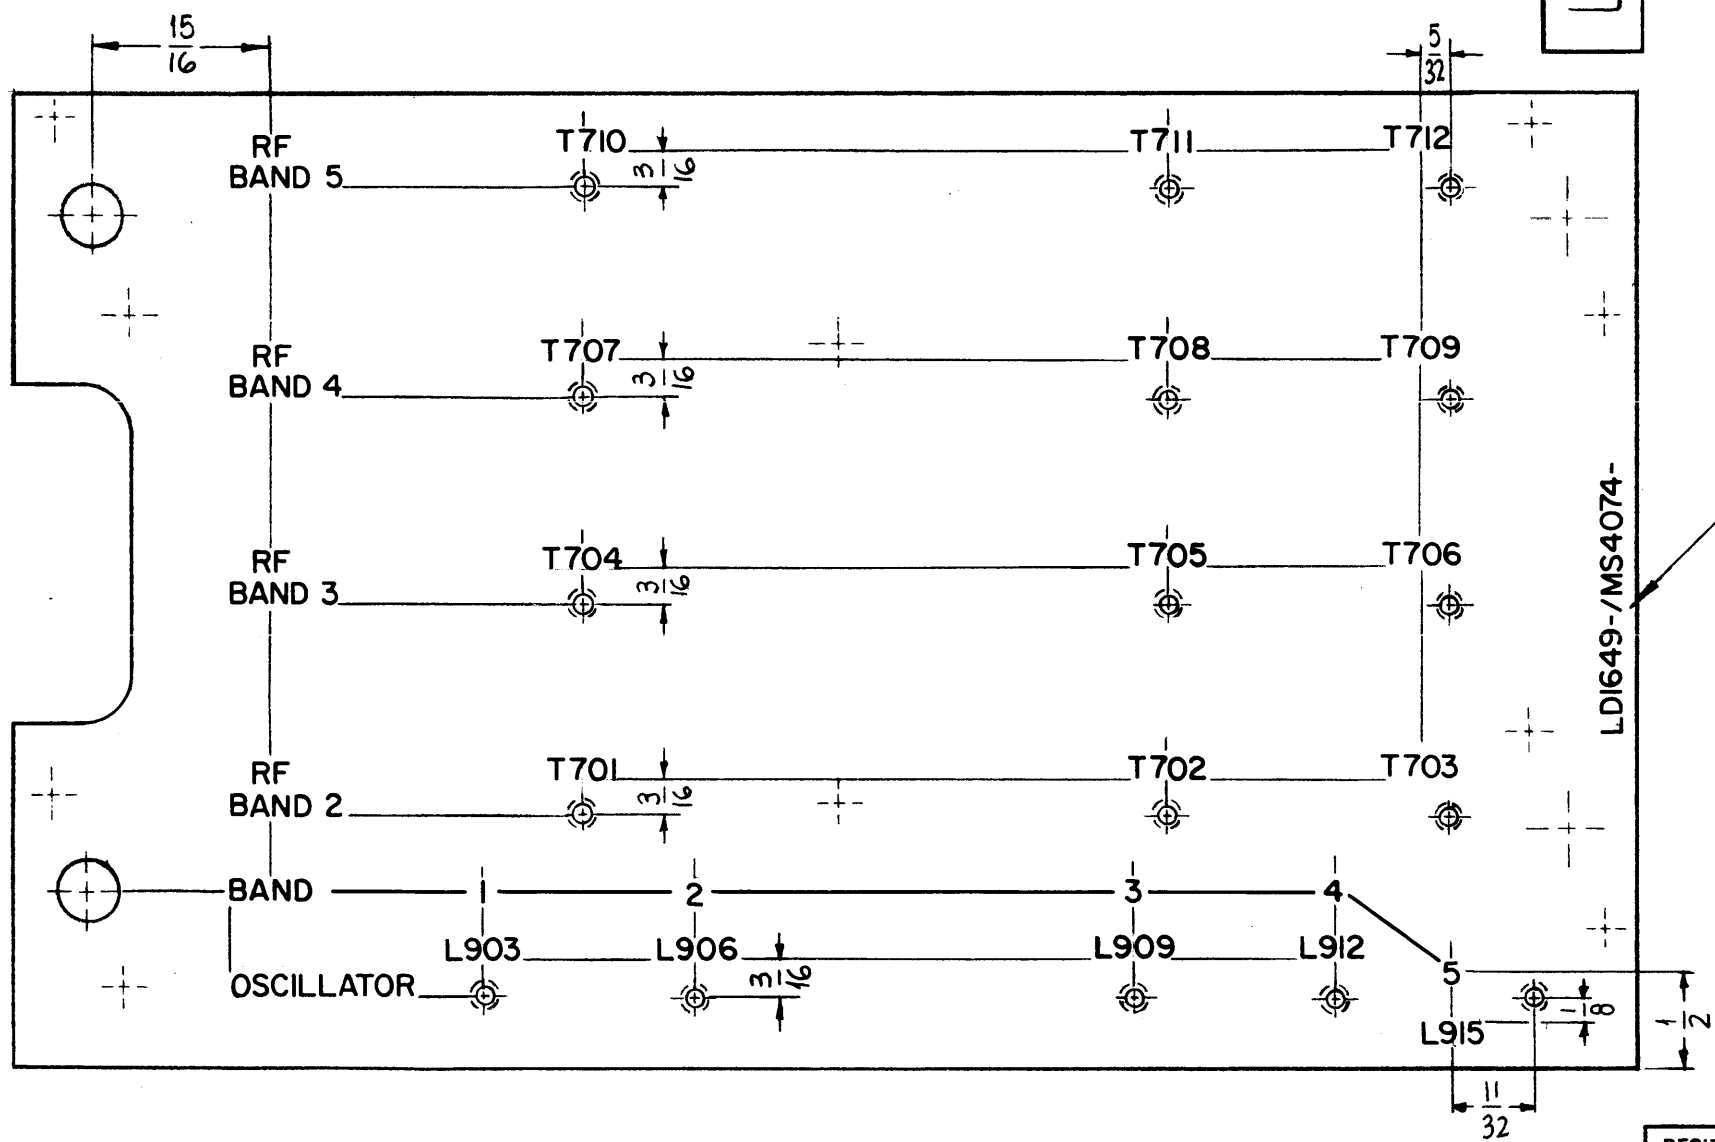 15/16
5/32
RF T710 T711 T712
BAND 5 3/16
RF T707 T708 T709
BAND 4 3/16
RF T704 T705 T706
BAND 3 3/16
LD1649-/MS4074-
RF T701 T702 T703
BAND 2 3/16
BAND 1 2 3 4
L903 L906 L909 L912
5
OSCILLATOR 3/16
1/8
1/2
L915
11/32